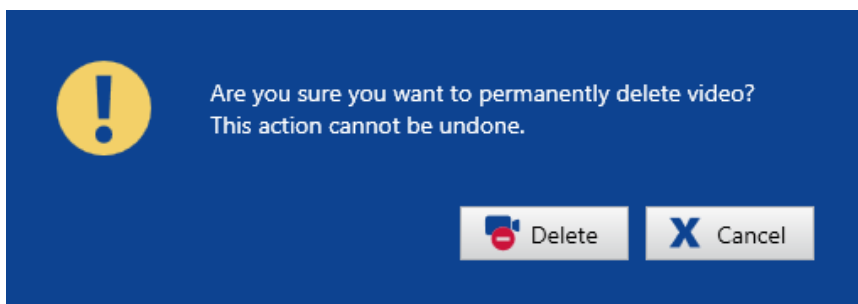 Are you sure you want to permanently delete video?
This action cannot be undone.
Delete
Cancel